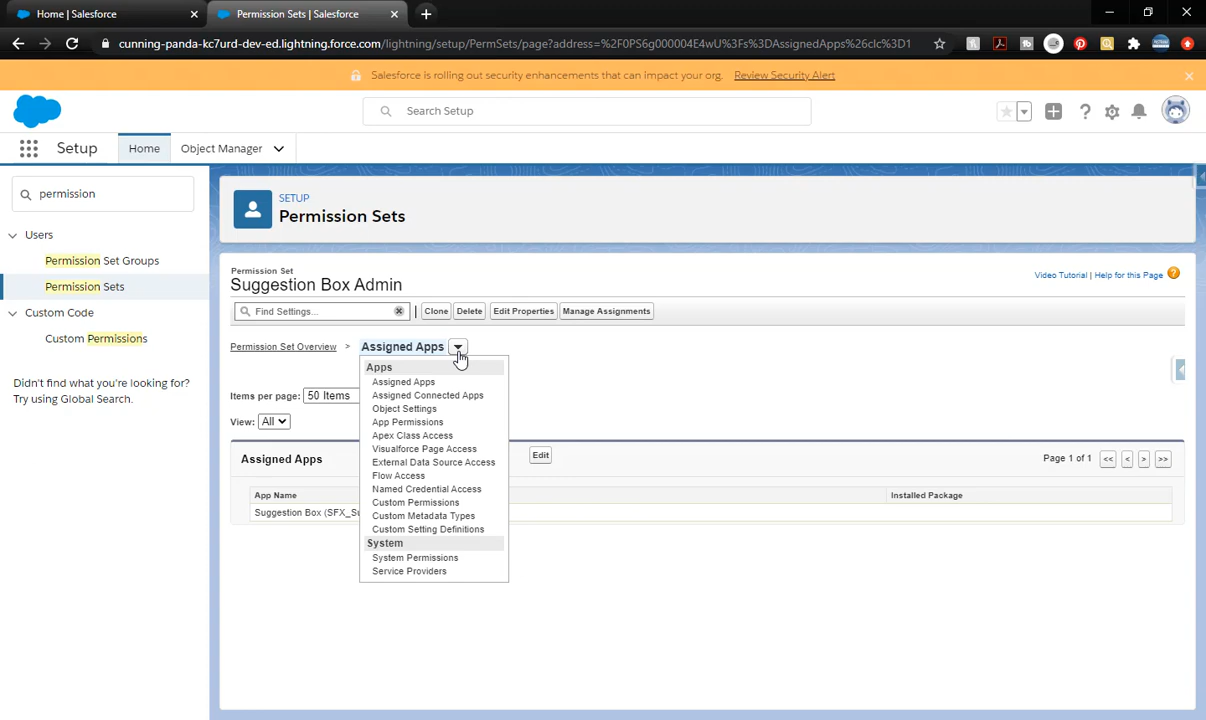 Home | Salesforce
Permission Sets | Salesforce
cunning-panda-kc7urd-dev-ed.lightning.force.com/lightning/setup/PermSets/page?address=%2F0PS6g000004E4wU%3Fs%3DAssignedApps%26clc%3D1
Salesforce is rolling out security enhancements that can impact your org. Review Security Alert
Search Setup
Setup
Home
Object Manager
permission
Users
Permission Set Groups
Permission Sets
Custom Code
Custom Permissions
Didn't find what you're looking for?
Try using Global Search.
SETUP
Permission Sets
Permission Set
Suggestion Box Admin
Video Tutorial | Help for this Page
Find Settings...
Clone
Delete
Edit Properties
Manage Assignments
Permission Set Overview > Assigned Apps
Apps
Assigned Apps
Assigned Connected Apps
Object Settings
App Permissions
Apex Class Access
Visualforce Page Access
External Data Source Access
Flow Access
Named Credential Access
Custom Permissions
Custom Metadata Types
Custom Setting Definitions
System
System Permissions
Service Providers
Items per page: 50 Items
View: All
Assigned Apps
Edit
Page 1 of 1 << < > >>
App Name
Installed Package
Suggestion Box (SFX_Su